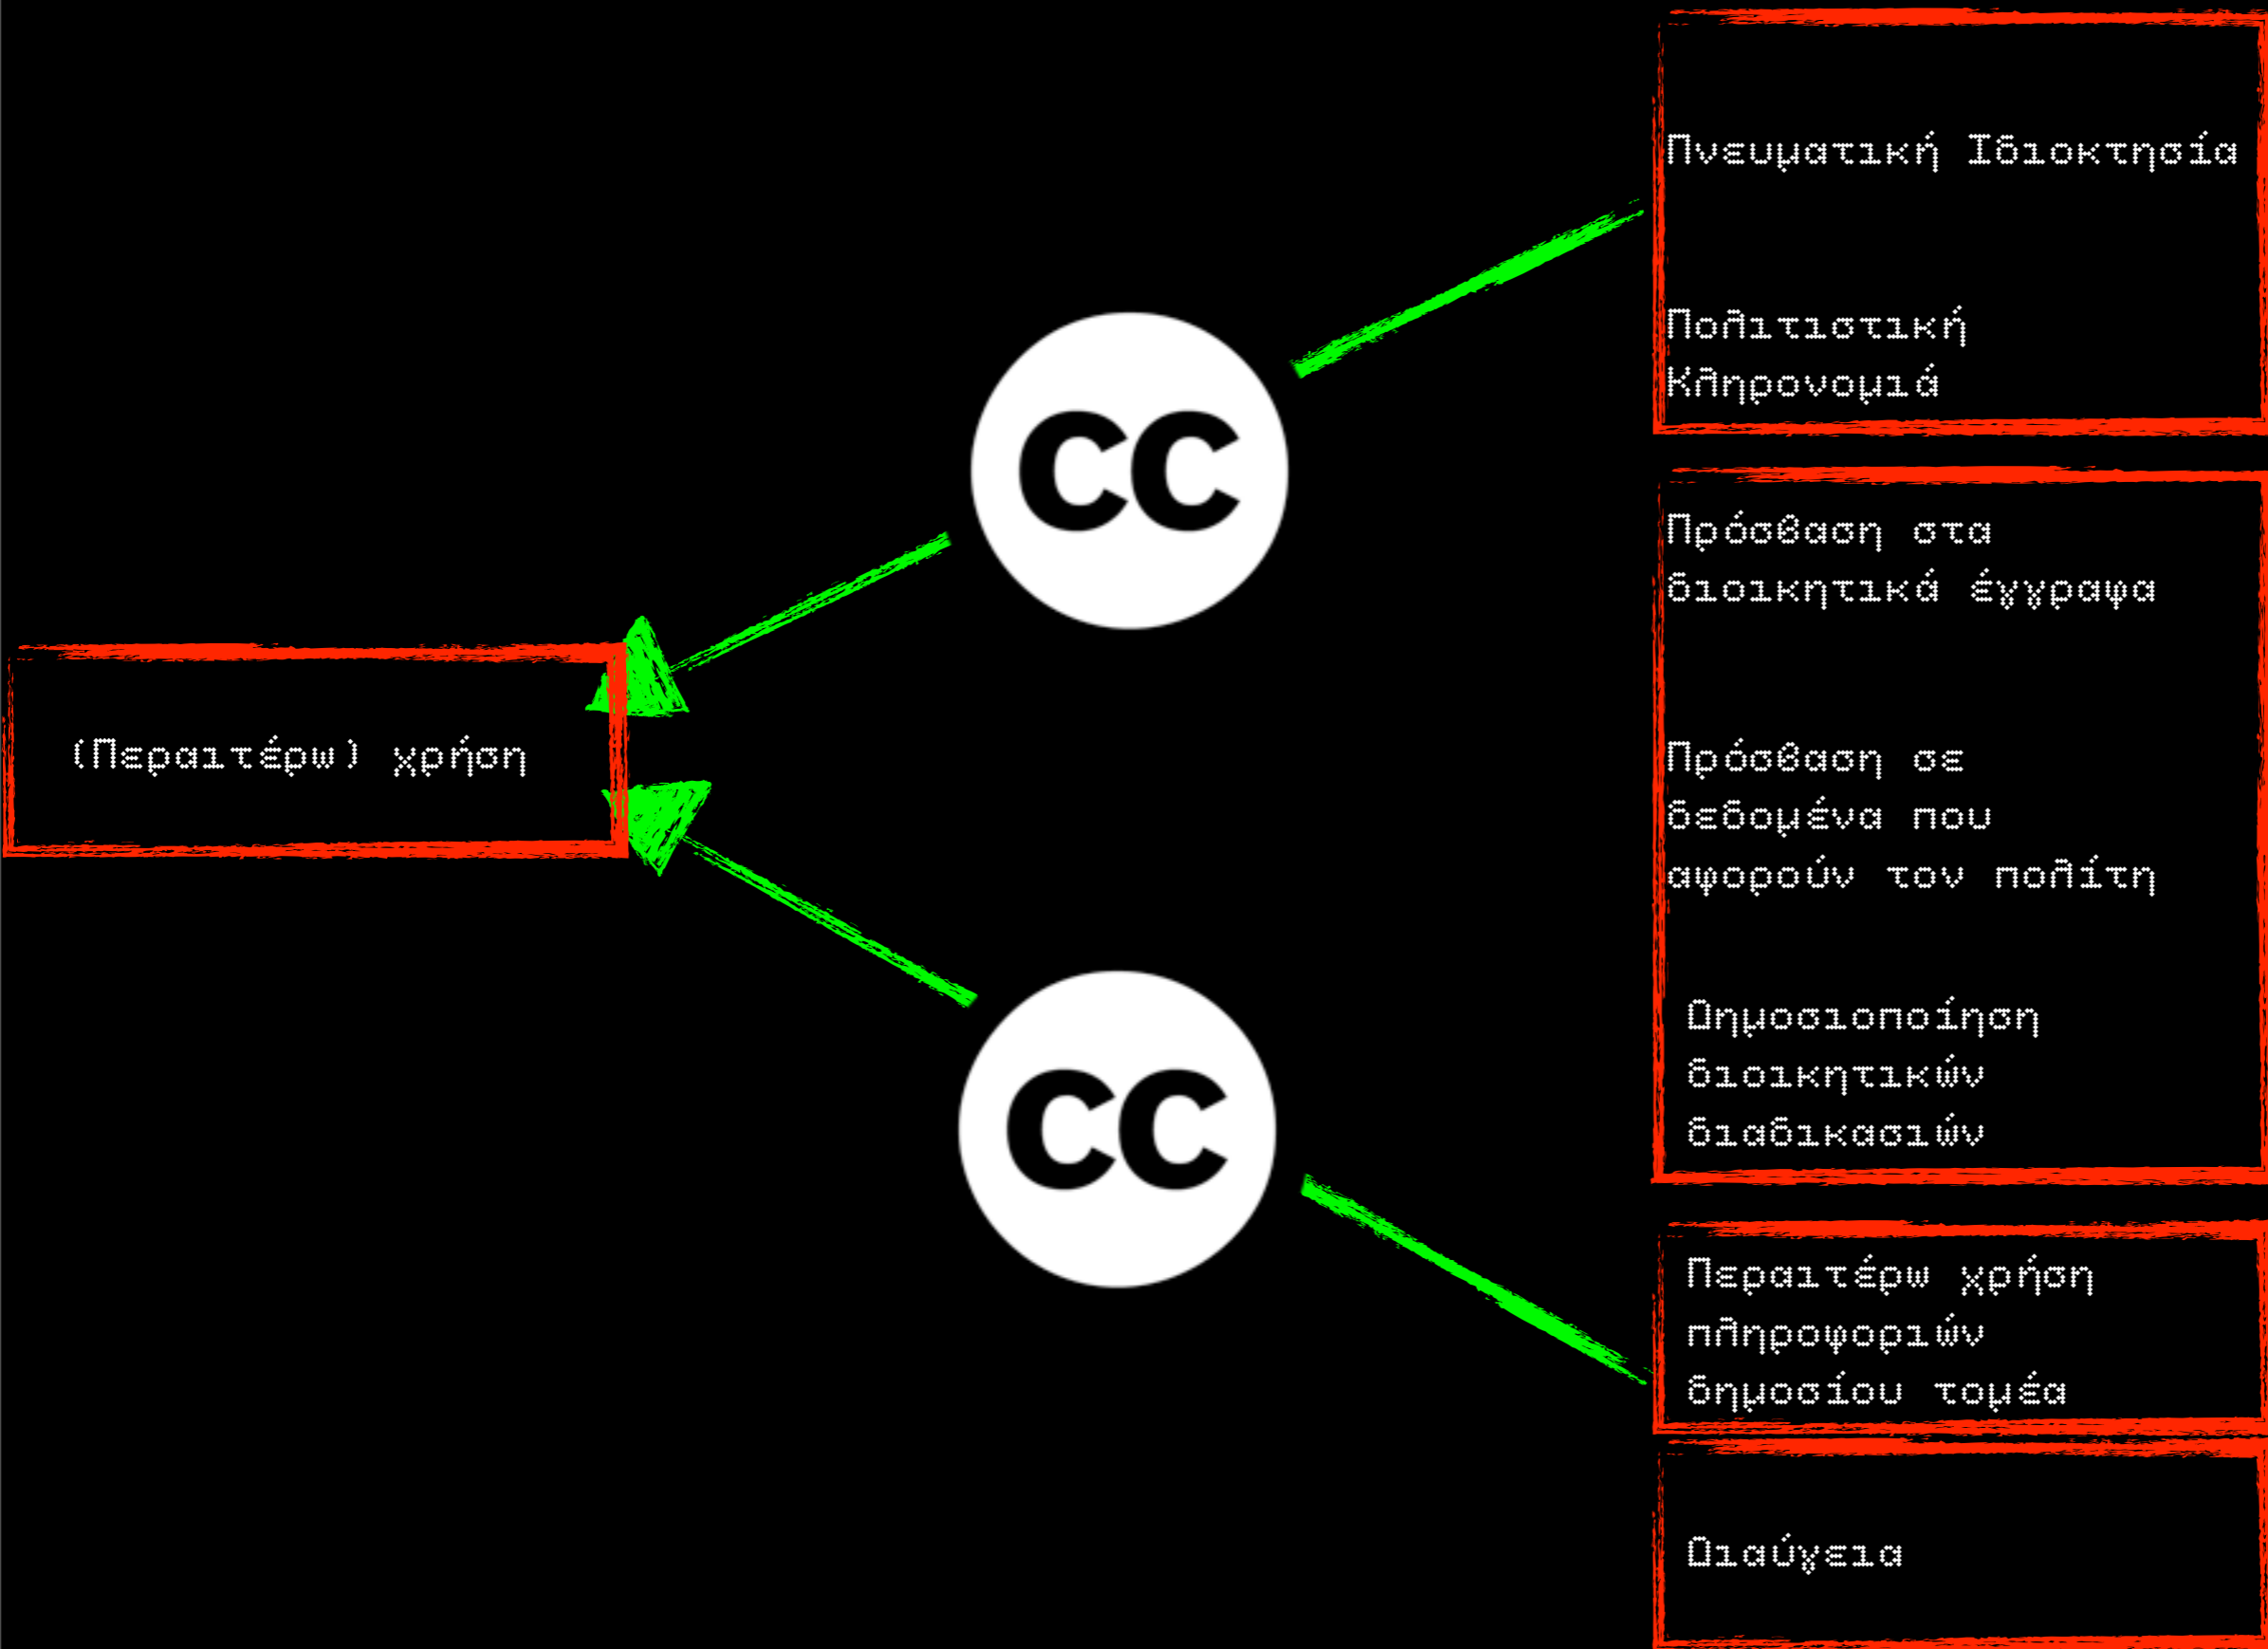 Πνευματική Ιδιοκτησία
Πολιτιστική
Κληρονομιά
cc
Πρόσβαση στα
διοικητικά έγγραφα
(Περαιτέρω) χρήση
Πρόσβαση σε
δεδομένα που
αφορούν τον πολίτη
Δημοσιοποίηση
διοικητικών
διαδικασιών
cc
Περαιτέρω χρήση
πληροφοριών
δημοσίου τομέα
Διαύγεια